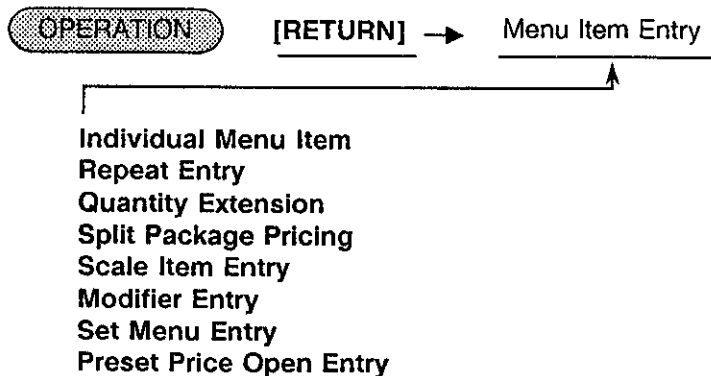 OPERATION [RETURN] Menu Item Entry
Individual Menu Item
Repeat Entry
Quantity Extension
Split Package Pricing
Scale Item Entry
Modifier Entry
Set Menu Entry
Preset Price Open Entry